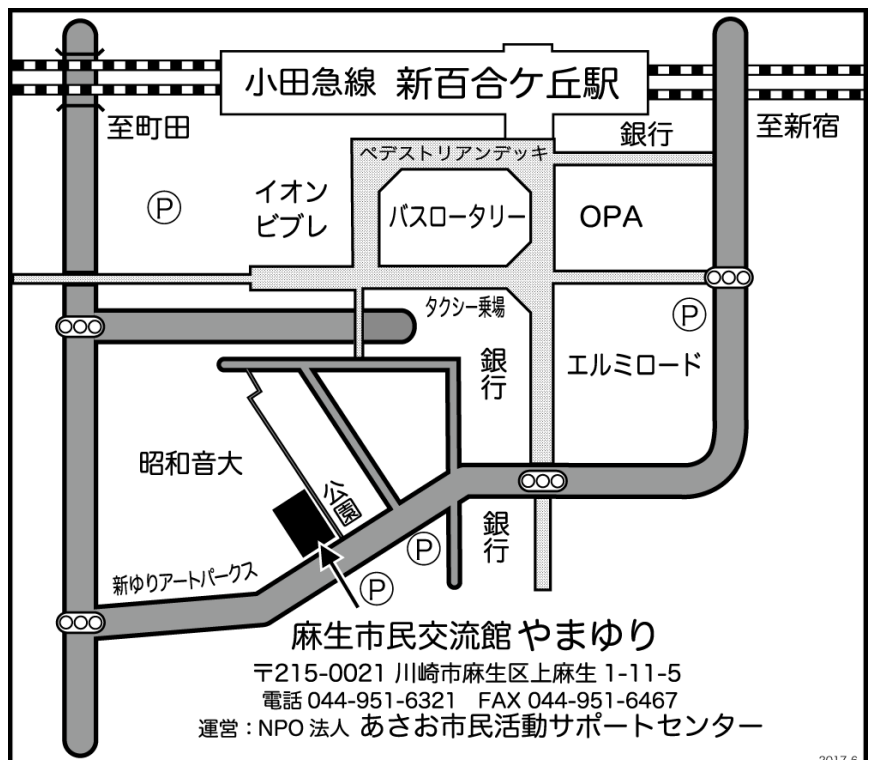 小田急線 新百合ケ丘駅
至町田
銀行
至新宿
ペデストリアンデッキ
イオン
ビブレ
Ⓟ
バスロータリー
OPA
タクシー乗場
Ⓟ
銀行
エルミロード
昭和音大
公園
銀行
Ⓟ
新ゆりアートパークス
Ⓟ
麻生市民交流館 やまゆり
〒215-0021 川崎市麻生区上麻生 1-11-5
電話 044-951-6321 FAX 044-951-6467
運営：NPO 法人 あさお市民活動サポートセンター
2017.6